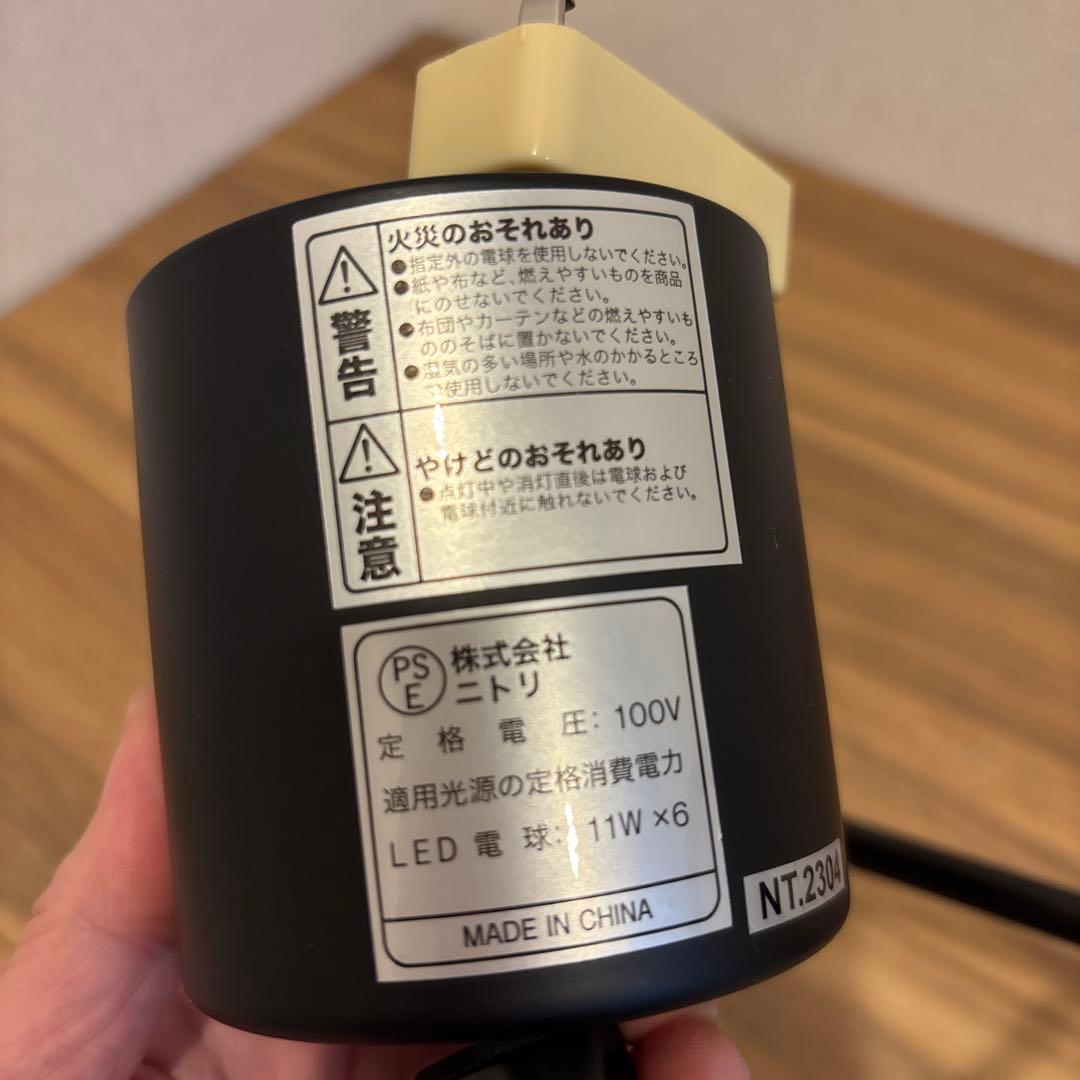 警告
火災のおそれあり
●指定外の電球を使用しないでください。
●紙や布など、燃えやすいものを商品
にのせないでください。
●布団やカーテンなどの燃えやすいも
ののそばに置かないでください。
●湿気の多い場所や水のかかるところ
で使用しないでください。
注意
やけどのおそれあり
●点灯中や消灯直後は電球および
電球付近に触れないでください。
PS
E
株式会社
ニトリ
定格電圧：100V
適用光源の定格消費電力
LED電球：11W×6
MADE IN CHINA
NT.2304